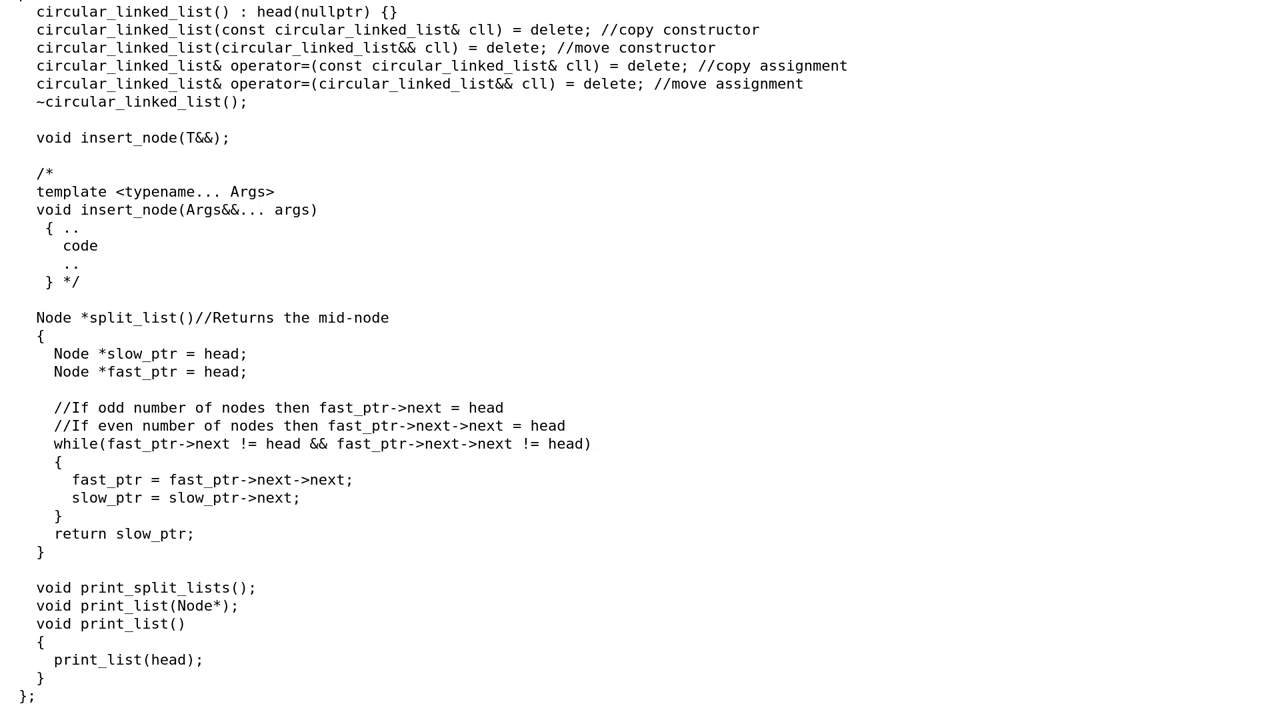 circular_linked_list() : head(nullptr) {}
circular_linked_list(const circular_linked_list& cll) = delete; //copy constructor
circular_linked_list(circular_linked_list&& cll) = delete; //move constructor
circular_linked_list& operator=(const circular_linked_list& cll) = delete; //copy assignment
circular_linked_list& operator=(circular_linked_list&& cll) = delete; //move assignment
~circular_linked_list();
void insert_node(T&&);
/*
template <typename... Args>
void insert_node(Args&&... args)
{ ..
code
..
} */
Node *split_list()//Returns the mid-node
{
Node *slow_ptr = head;
Node *fast_ptr = head;
//If odd number of nodes then fast_ptr->next = head
//If even number of nodes then fast_ptr->next->next = head
while(fast_ptr->next != head && fast_ptr->next->next != head)
{
fast_ptr = fast_ptr->next->next;
slow_ptr = slow_ptr->next;
}
return slow_ptr;
}
void print_split_lists();
void print_list(Node*);
void print_list()
{
print_list(head);
}
};